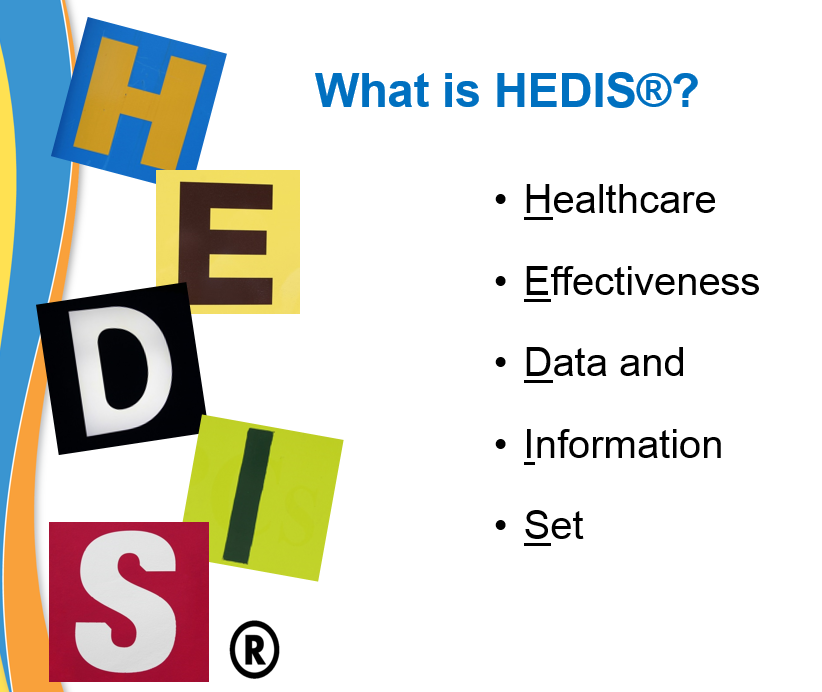 H
E
D
I
S
®
What is HEDIS®?
• Healthcare
• Effectiveness
• Data and
• Information
• Set